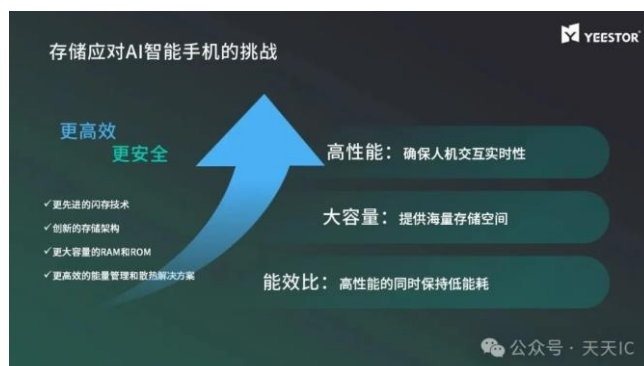 存储应对AI智能手机的挑战
YEESTOR
更高效
更安全
✓更先进的闪存技术
✓创新的存储架构
✓更大容量的RAM和ROM
✓更高效的能量管理和散热解决方案
高性能：确保人机交互实时性
大容量：提供海量存储空间
能效比：高性能的同时保持低能耗
公众号·天天IC